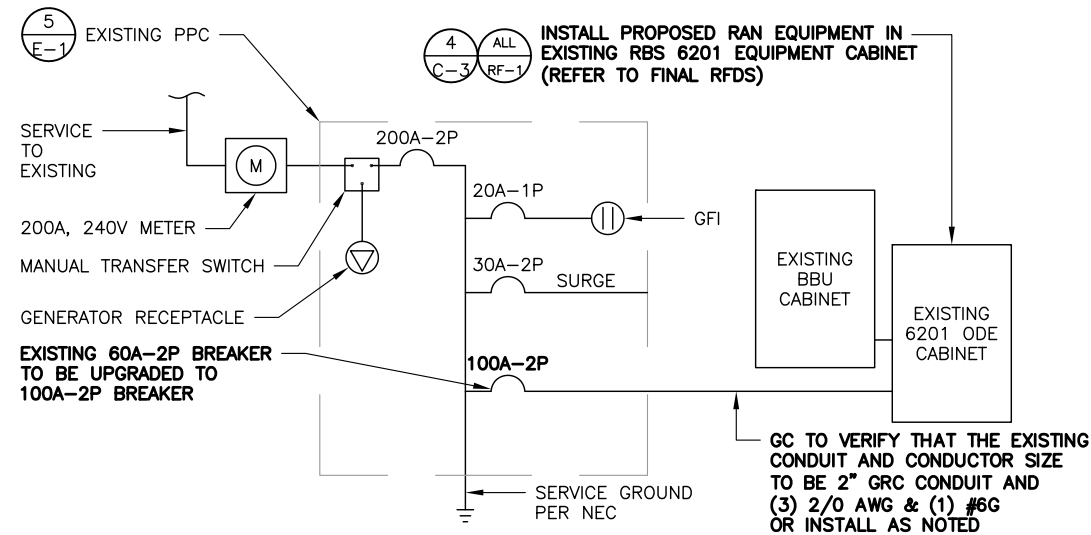 5
E-1
EXISTING PPC
4
C-3
ALL
RF-1
INSTALL PROPOSED RAN EQUIPMENT IN
EXISTING RBS 6201 EQUIPMENT CABINET
(REFER TO FINAL RFDS)
SERVICE
TO
EXISTING
M
200A-2P
20A-1P
GFI
200A, 240V METER
MANUAL TRANSFER SWITCH
30A-2P
SURGE
GENERATOR RECEPTACLE
EXISTING
BBU
CABINET
EXISTING
6201 ODE
CABINET
EXISTING 60A-2P BREAKER
TO BE UPGRADED TO
100A-2P BREAKER
100A-2P
GC TO VERIFY THAT THE EXISTING
CONDUIT AND CONDUCTOR SIZE
TO BE 2" GRC CONDUIT AND
(3) 2/0 AWG & (1) #6G
OR INSTALL AS NOTED
SERVICE GROUND
PER NEC